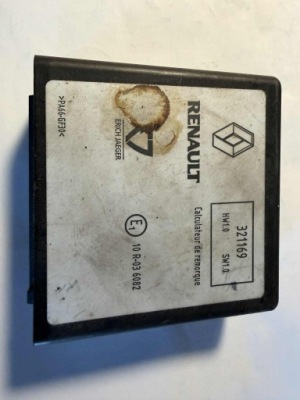 RENAULT
321169
HW1.0 SW1.0
Calculateur de remorque
ERICH JAEGER
E1 10 R-03 6082
>PA66-GF30<